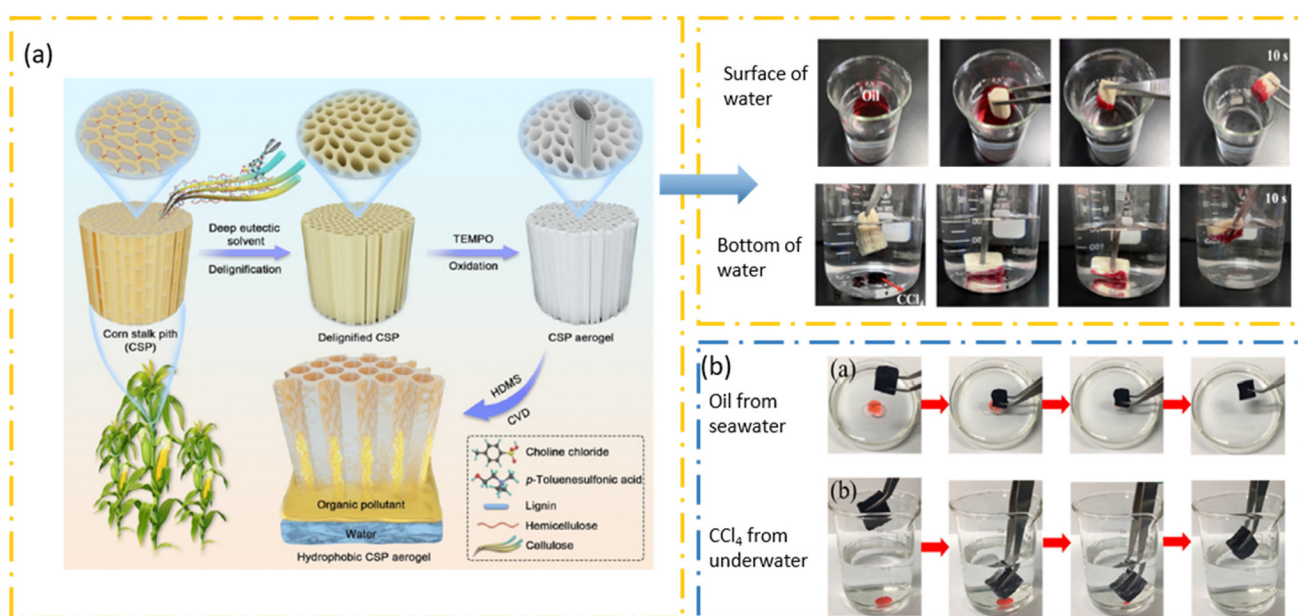 (a)
Deep eutectic
solvent
Delignification
TEMPO
Oxidation
Corn stalk pith
(CSP)
Delignified CSP
CSP aerogel
HDMS
CVD
Organic pollutant
Water
Hydrophobic CSP aerogel
Choline chloride
p-Toluenesulfonic acid
Lignin
Hemicellulose
Cellulose
Surface of
water
Oil
10 s
Bottom of
water
CCl4
10 s
(b)
Oil from
seawater
(a)
CCl4 from
underwater
(b)